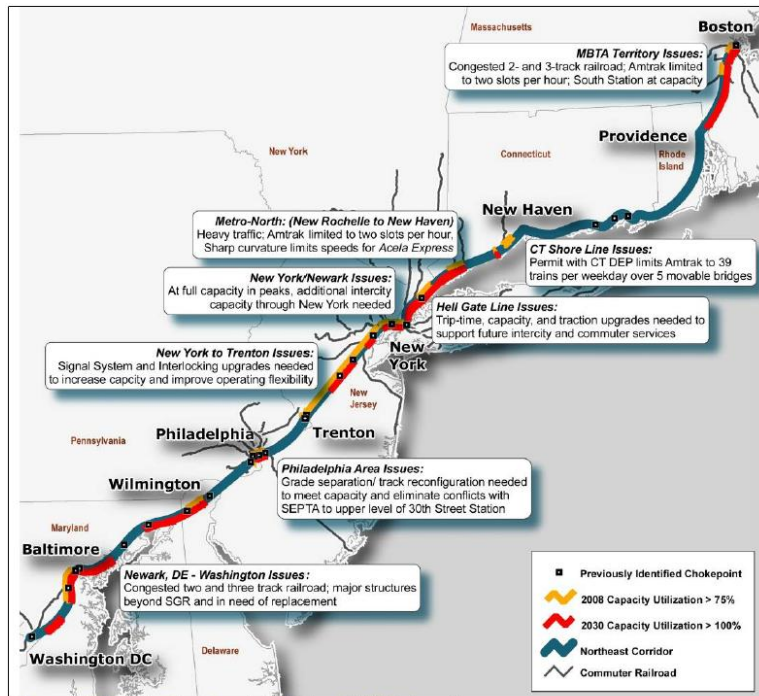 Massachusetts
Boston
MBTA Territory Issues:
Congested 2- and 3-track railroad; Amtrak limited
to two slots per hour; South Station at capacity
Providence
New York
Connecticut
Rhode
Island
New Haven
Metro-North: (New Rochelle to New Haven)
Heavy traffic; Amtrak limited to two slots per hour,
Sharp curvature limits speeds for Acela Express
CT Shore Line Issues:
Permit with CT DEP limits Amtrak to 39
trains per weekday over 5 movable bridges
New York/Newark Issues:
At full capacity in peaks, additional intercity
capacity through New York needed
Hell Gate Line Issues:
Trip-time, capacity, and traction upgrades needed to
support future intercity and commuter services
New
York
New York to Trenton Issues:
Signal System and Interlocking upgrades needed
to increase capcity and improve operating flexibility
New
Jersey
Pennsylvania
Philadelphia
Trenton
Philadelphia Area Issues:
Grade separation/ track reconfiguration needed
to meet capacity and eliminate conflicts with
SEPTA to upper level of 30th Street Station
Wilmington
Maryland
Baltimore
Newark, DE - Washington Issues:
Congested two and three track railroad; major structures
beyond SGR and in need of replacement
Washington DC
Delaware
Previously Identified Chokepoint
2008 Capacity Utilization > 75%
2030 Capacity Utilization > 100%
Northeast Corridor
Commuter Railroad